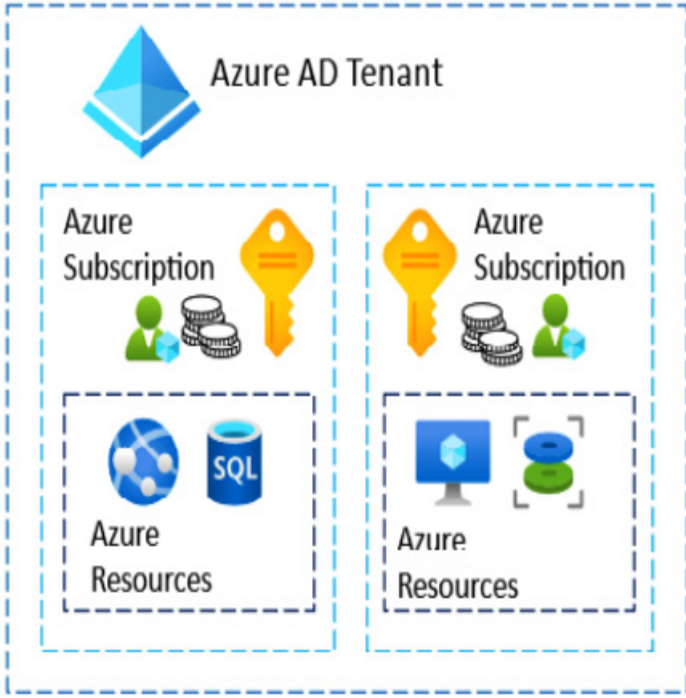 Azure AD Tenant
Azure
Subscription
SQL
Azure
Resources
Azure
Subscription
Azure
Resources